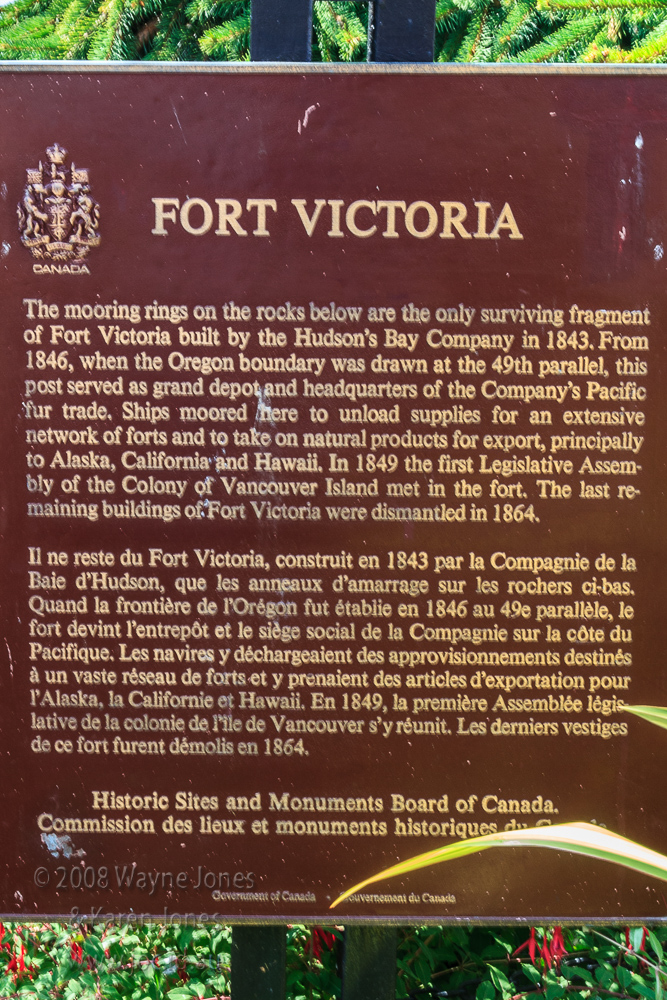 CANADA
FORT VICTORIA
The mooring rings on the rocks below are the only surviving fragment
of Fort Victoria built by the Hudson's Bay Company in 1843. From
1846, when the Oregon boundary was drawn at the 49th parallel, this
post served as grand depot and headquarters of the Company's Pacific
fur trade. Ships moored here to unload supplies for an extensive
network of forts and to take on natural products for export, principally
to Alaska, California and Hawaii. In 1849 the first Legislative Assem-
bly of the Colony of Vancouver Island met in the fort. The last re-
maining buildings of Fort Victoria were dismantled in 1864.
Il ne reste du Fort Victoria, construit en 1843 par la Compagnie de la
Baie d'Hudson, que les anneaux d'amarrage sur les rochers ci-bas.
Quand la frontière de l'Orégon fut établie en 1846 au 49e parallèle, le
fort devint l'entrepôt et le siège social de la Compagnie sur la côte du
Pacifique. Les navires y déchargeaient des approvisionnements destinés
à un vaste réseau de forts et y prenaient des articles d'exportation pour
l'Alaska, la Californie et Hawaii. En 1849, la première Assemblée légis-
lative de la colonie de l'île de Vancouver s'y réunit. Les derniers vestiges
de ce fort furent démolis en 1864.
Historic Sites and Monuments Board of Canada.
Commission des lieux et monuments historiques du
Government of Canada - Gouvernement du Canada
© 2008 Wayne Jones
& Karen Jones